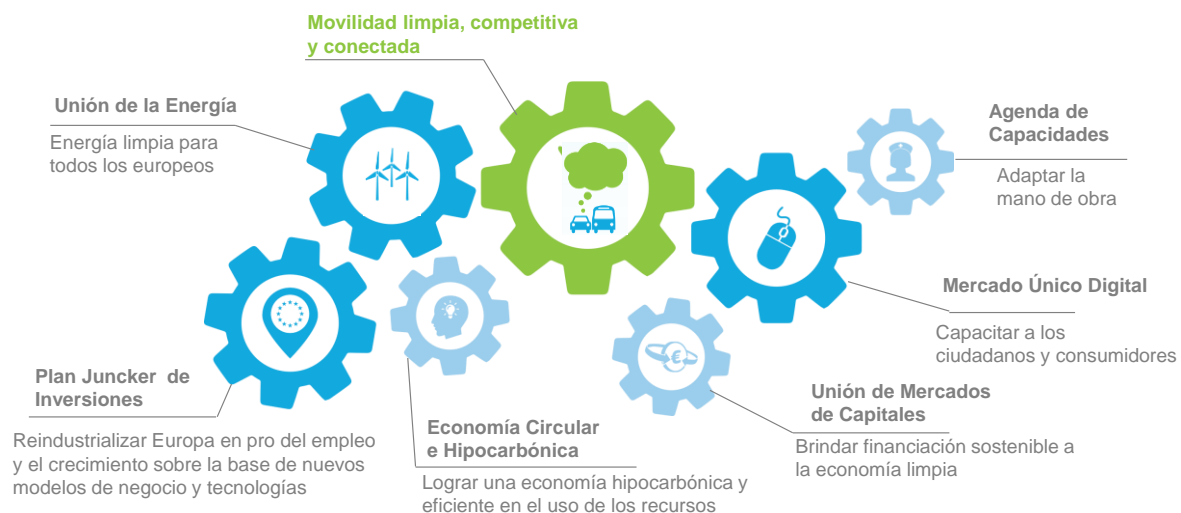 Movilidad limpia, competitiva
y conectada
Unión de la Energía
Energía limpia para
todos los europeos
Agenda de
Capacidades
Adaptar la
mano de obra
Mercado Único Digital
Capacitar a los
ciudadanos y consumidores
Plan Juncker de
Inversiones
Reindustrializar Europa en pro del empleo
y el crecimiento sobre la base de nuevos
modelos de negocio y tecnologías
Economía Circular
e Hipocarbónica
Lograr una economía hipocarbónica y
eficiente en el uso de los recursos
Unión de Mercados
de Capitales
Brindar financiación sostenible a
la economía limpia
€